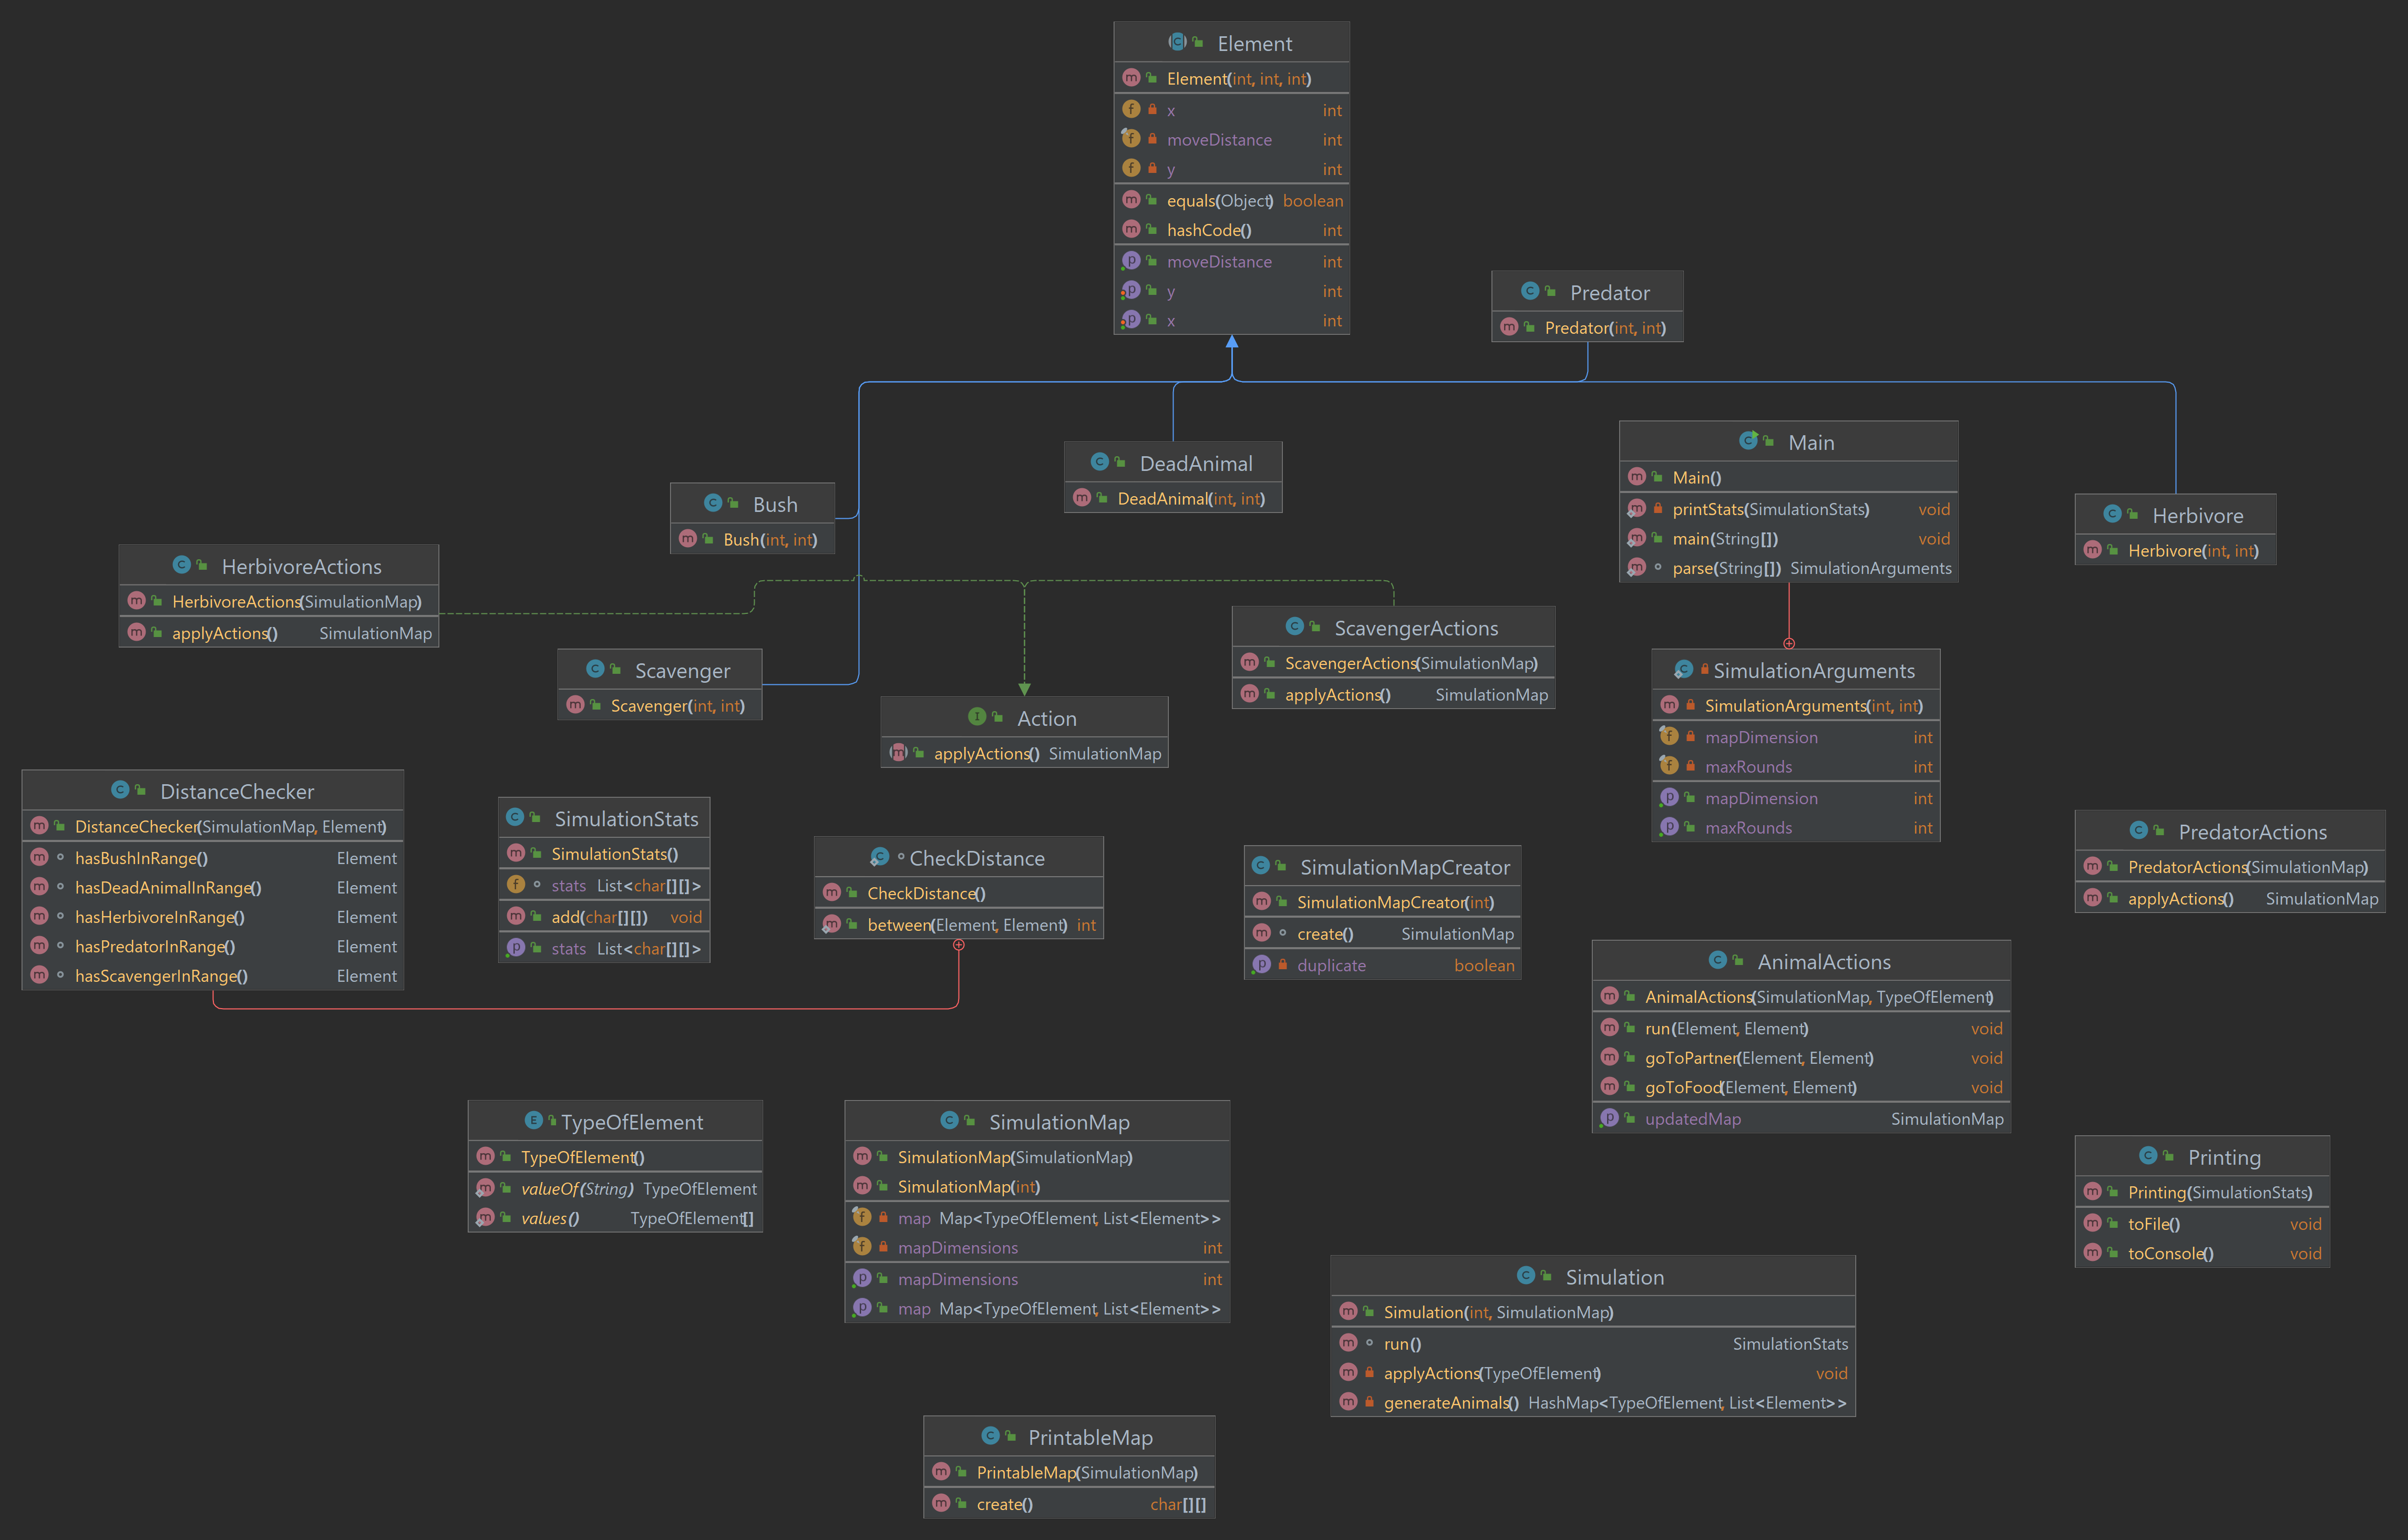 Element
Element(int, int, int)
x int
moveDistance int
y int
equals(Object) boolean
hashCode() int
moveDistance int
y int
x int
Predator
Predator(int, int)
DeadAnimal
DeadAnimal(int, int)
Main
Main()
printStats(SimulationStats) void
main(String[]) void
parse(String[]) SimulationArguments
Bush
Bush(int, int)
Herbivore
Herbivore(int, int)
HerbivoreActions
HerbivoreActions(SimulationMap)
applyActions() SimulationMap
ScavengerActions
ScavengerActions(SimulationMap)
applyActions() SimulationMap
Scavenger
Scavenger(int, int)
SimulationArguments
SimulationArguments(int, int)
mapDimension int
maxRounds int
mapDimension int
maxRounds int
Action
applyActions() SimulationMap
DistanceChecker
DistanceChecker(SimulationMap, Element)
hasBushInRange() Element
hasDeadAnimalInRange() Element
hasHerbivoreInRange() Element
hasPredatorInRange() Element
hasScavengerInRange() Element
SimulationStats
SimulationStats()
stats List<char[][]>
add(char[][]) void
stats List<char[][]>
CheckDistance
CheckDistance()
between(Element, Element) int
SimulationMapCreator
SimulationMapCreator(int)
create() SimulationMap
duplicate boolean
PredatorActions
PredatorActions(SimulationMap)
applyActions() SimulationMap
AnimalActions
AnimalActions(SimulationMap, TypeOfElement)
run(Element, Element) void
goToPartner(Element, Element) void
goToFood(Element, Element) void
updatedMap SimulationMap
TypeOfElement
TypeOfElement()
valueOf(String) TypeOfElement
values() TypeOfElement[]
SimulationMap
SimulationMap(SimulationMap)
SimulationMap(int)
map Map<TypeOfElement, List<Element>>
mapDimensions int
mapDimensions int
map Map<TypeOfElement, List<Element>>
Printing
Printing(SimulationStats)
toFile() void
toConsole() void
Simulation
Simulation(int, SimulationMap)
run() SimulationStats
applyActions(TypeOfElement) void
generateAnimals() HashMap<TypeOfElement, List<Element>>
PrintableMap
PrintableMap(SimulationMap)
create() char[][]